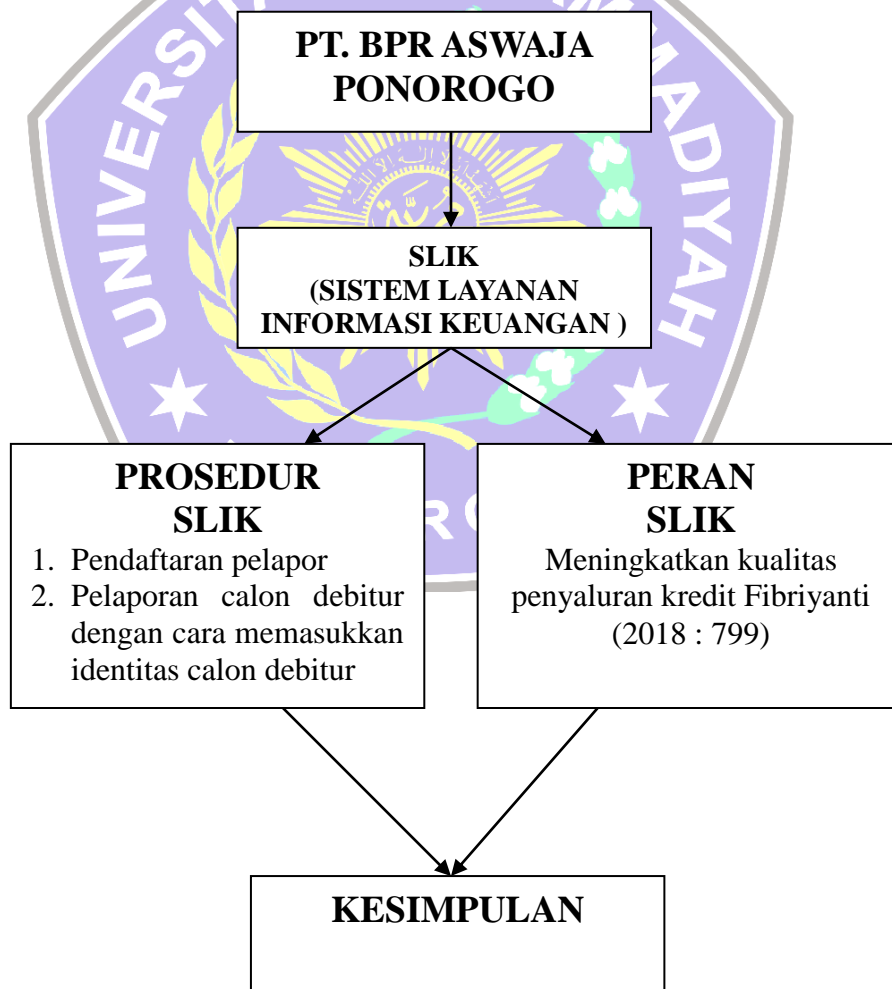 PT. BPR ASWAJA
PONOROGO
SLIK
(SISTEM LAYANAN
INFORMASI KEUANGAN )
PROSEDUR
SLIK
1. Pendaftaran pelapor
2. Pelaporan calon debitur
dengan cara memasukkan
identitas calon debitur
PERAN
SLIK
Meningkatkan kualitas
penyaluran kredit Fibriyanti
(2018 : 799)
KESIMPULAN